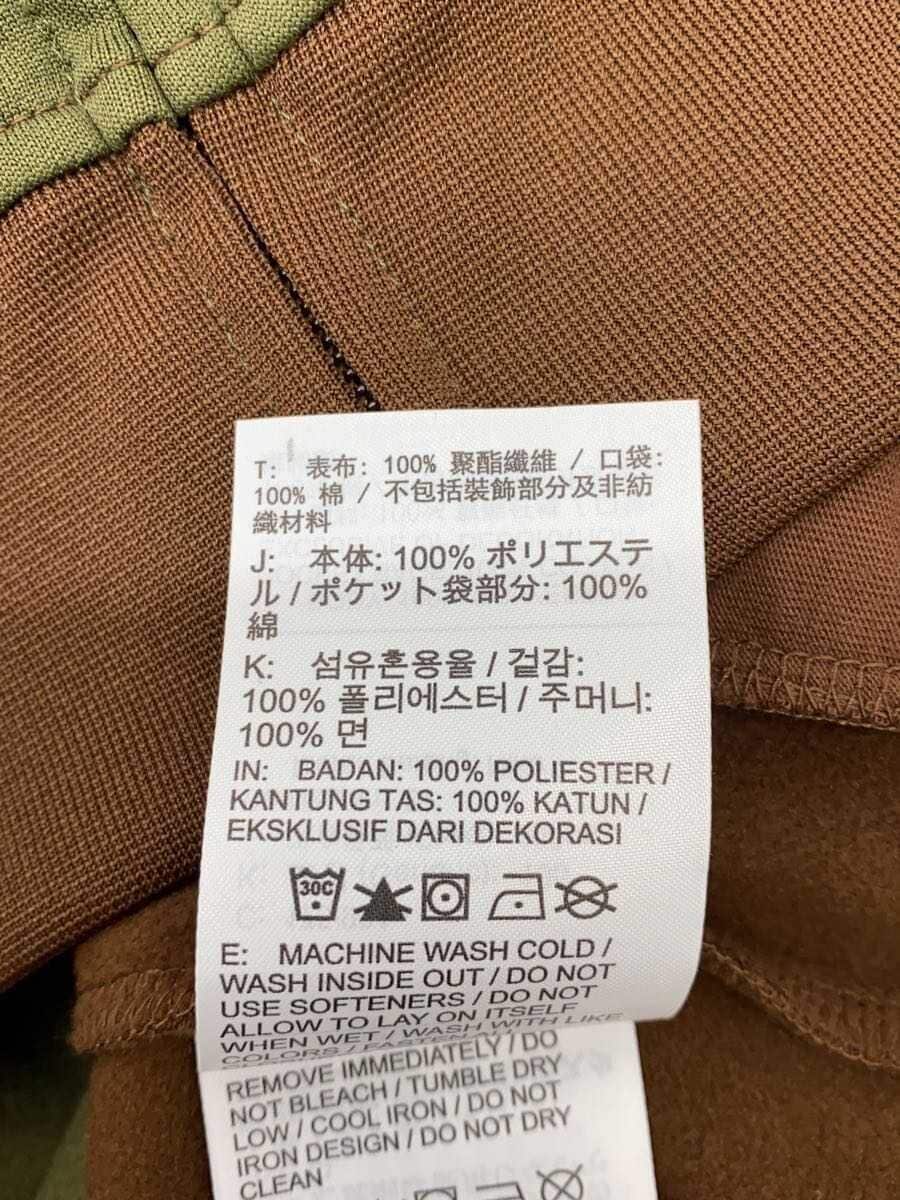 T: 表布: 100% 聚酯纖維 / 口袋:
100% 棉 / 不包括裝飾部分及非紡
織材料
J: 本体: 100% ポリエステ
ル / ポケット袋部分: 100%
綿
K: 섬유혼용율 / 겉감:
100% 폴리에스터 / 주머니:
100% 면
IN: BADAN: 100% POLIESTER /
KANTUNG TAS: 100% KATUN /
EKSKLUSIF DARI DEKORASI
30C
E: MACHINE WASH COLD /
WASH INSIDE OUT / DO NOT
USE SOFTENERS / DO NOT
ALLOW TO LAY ON ITSELF
WHEN WET / WASH WITH LIKE
COLORS / FASTEN
REMOVE IMMEDIATELY / DO
NOT BLEACH / TUMBLE DRY
LOW / COOL IRON / DO NOT
IRON DESIGN / DO NOT DRY
CLEAN